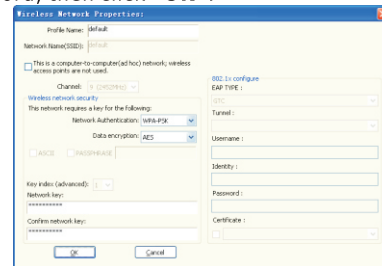 Wireless Network Properties:
Profile Name: default
Network Name(SSID): default
This is a computer-to-computer(ad hoc) network; wireless
access points are not used.
Channel:
Wireless network security
This network requires a key for the following:
Network Authentication: WPA-PSK
Data encryption: AES
ASCII PASSPHRASE
Key index (advanced): 1
Network key:
**********
Confirm network key:
**********
OK Cancel
802.1x configure
EAP TYPE :
GTC
Tunnel :
Username :
Identity :
Password :
Certificate :